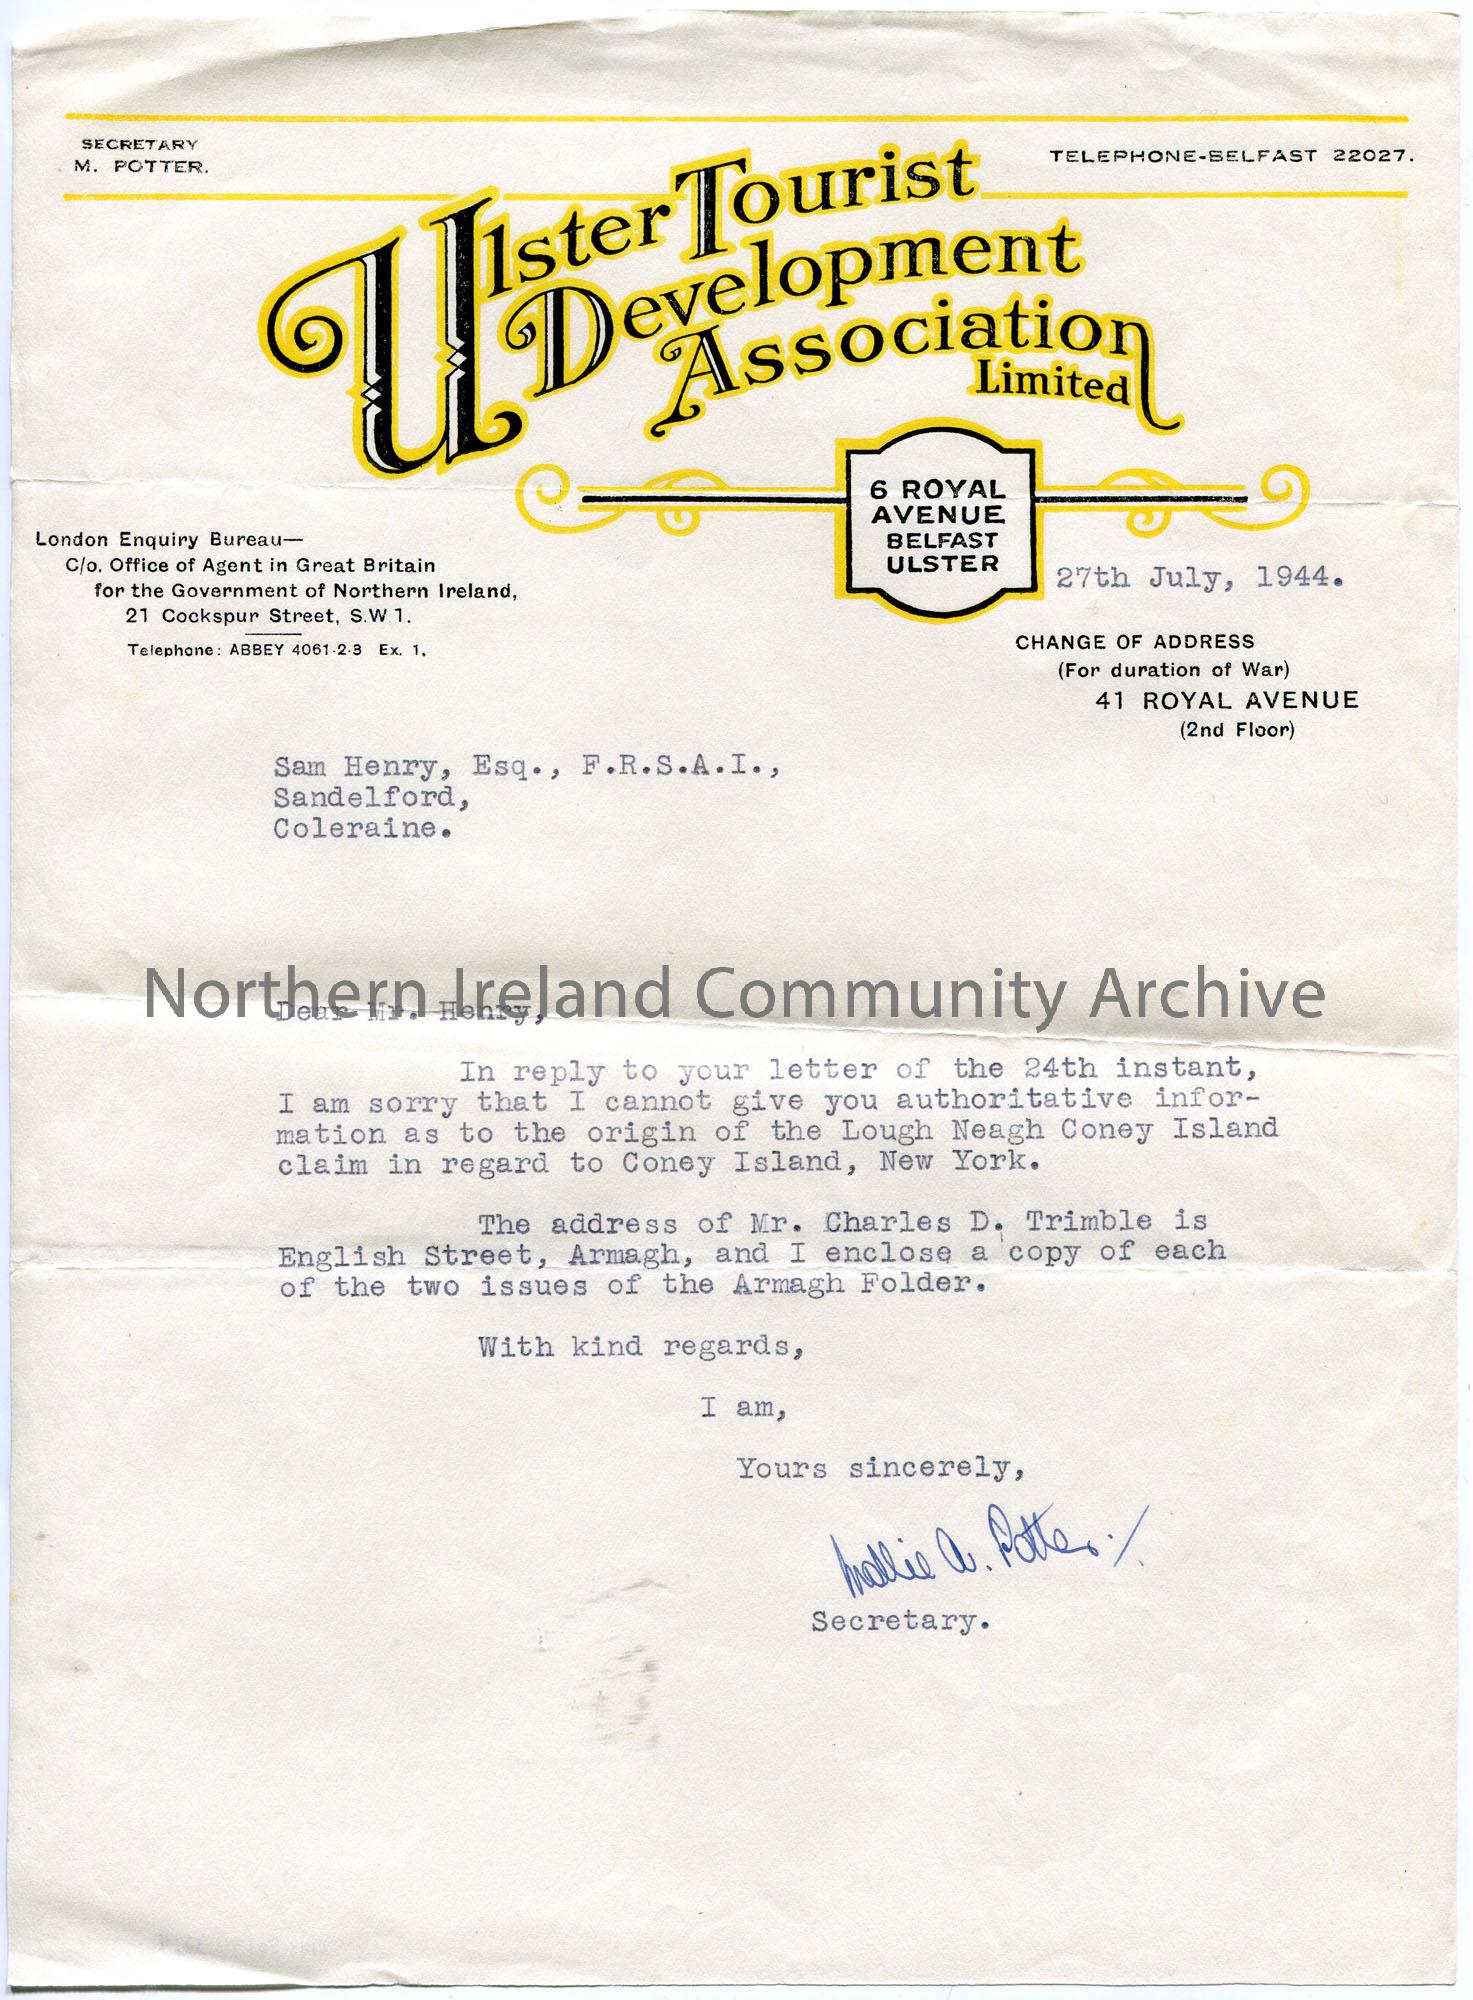 SECRETARY
M. POTTER.
TELEPHONE-BELFAST 22027.
Ulster Tourist
Development
Association
Limited
6 ROYAL
AVENUE
BELFAST
ULSTER
London Enquiry Bureau—
C/o. Office of Agent in Great Britain
for the Government of Northern Ireland,
21 Cockspur Street, S.W 1.
Telephone: ABBEY 4061-2-3 Ex. 1.
27th July, 1944.
CHANGE OF ADDRESS
(For duration of War)
41 ROYAL AVENUE
(2nd Floor)
Sam Henry, Esq., F.R.S.A.I.,
Sandelford,
Coleraine.
Northern Ireland Community Archive
Dear Mr. Henry,
In reply to your letter of the 24th instant,
I am sorry that I cannot give you authoritative infor-
mation as to the origin of the Lough Neagh Coney Island
claim in regard to Coney Island, New York.
The address of Mr. Charles D. Trimble is
English Street, Armagh, and I enclose a copy of each
of the two issues of the Armagh Folder.
With kind regards,
I am,
Yours sincerely,
Mollie A. Potter
Secretary.